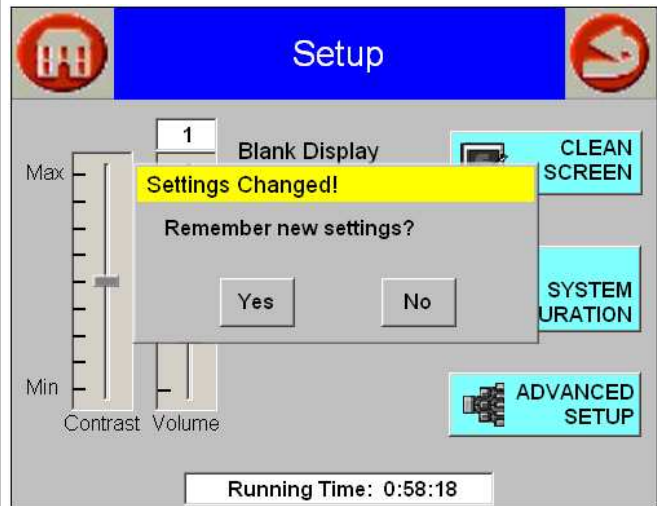 Setup
1
Blank Display
CLEAN
SCREEN
Max
Settings Changed!
Remember new settings?
Yes
No
SYSTEM
URATION
Min
ADVANCED
SETUP
Contrast
Volume
Running Time: 0:58:18